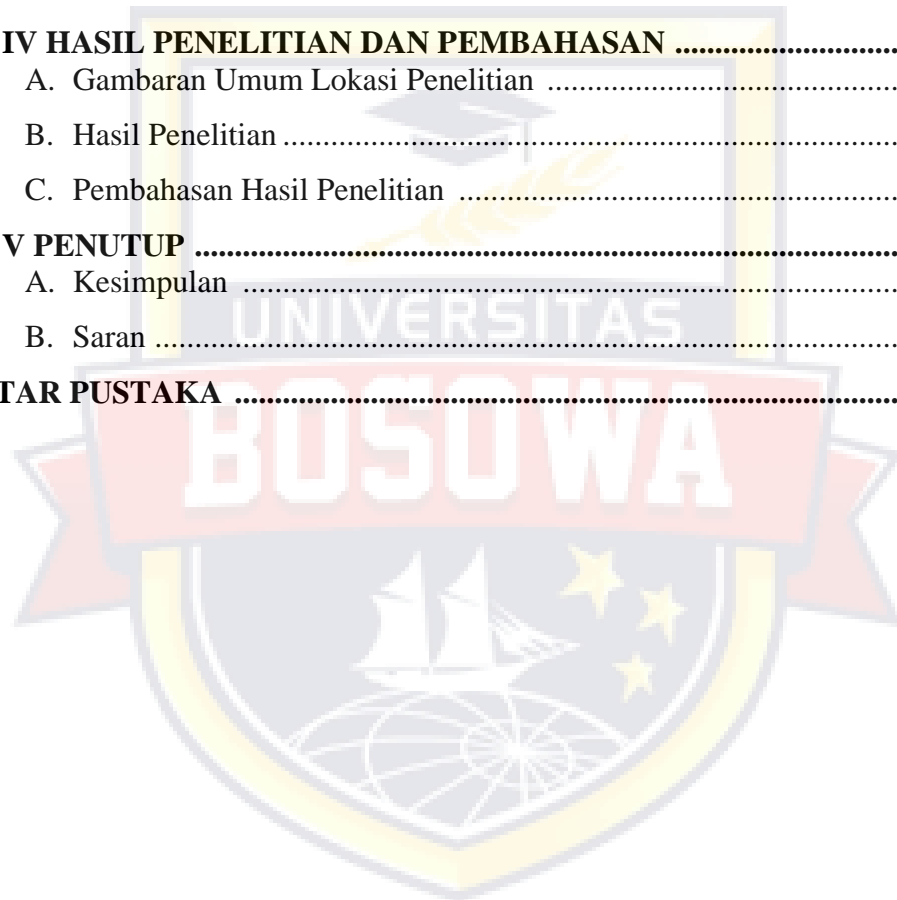 IV HASIL PENELITIAN DAN PEMBAHASAN ............................
A. Gambaran Umum Lokasi Penelitian ............................................
B. Hasil Penelitian ............................................................................
C. Pembahasan Hasil Penelitian .......................................................
V PENUTUP .......................................................................................
A. Kesimpulan .................................................................................
UNIVERSITAS
B. Saran ............................................................................................
TAR PUSTAKA ..................................................................................
BOSOWA